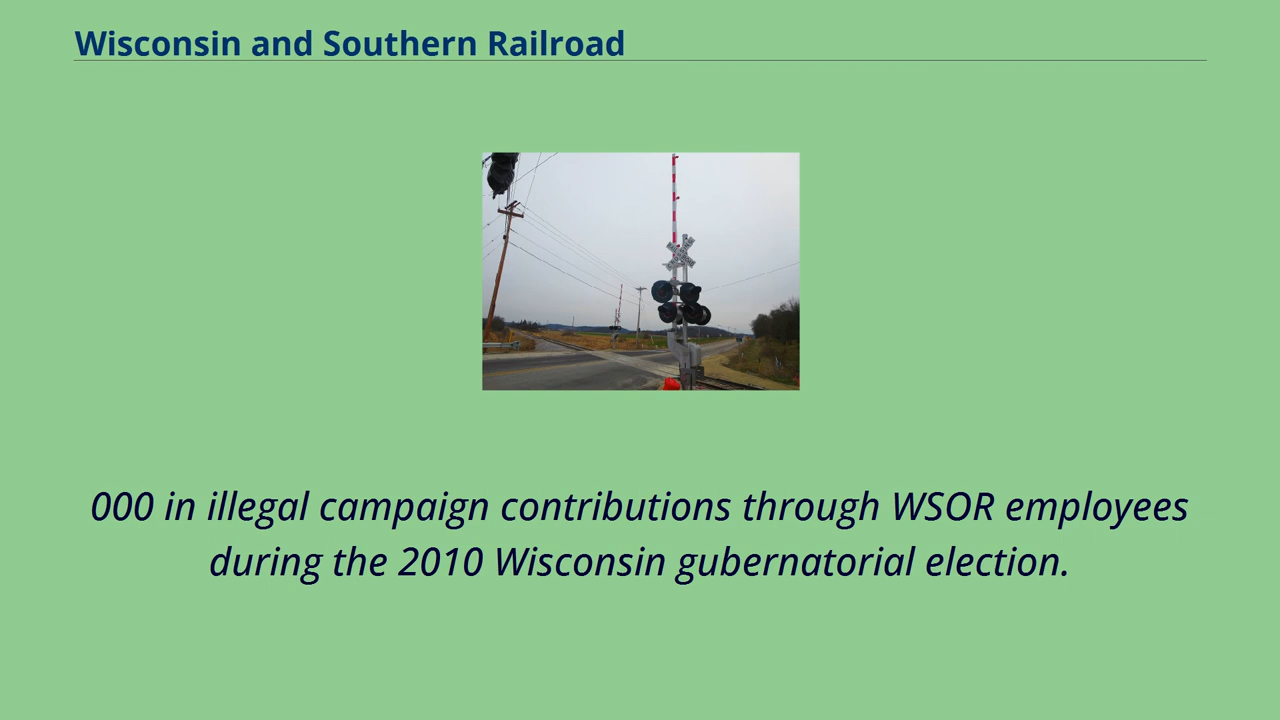 Wisconsin and Southern Railroad
000 in illegal campaign contributions through WSOR employees
during the 2010 Wisconsin gubernatorial election.